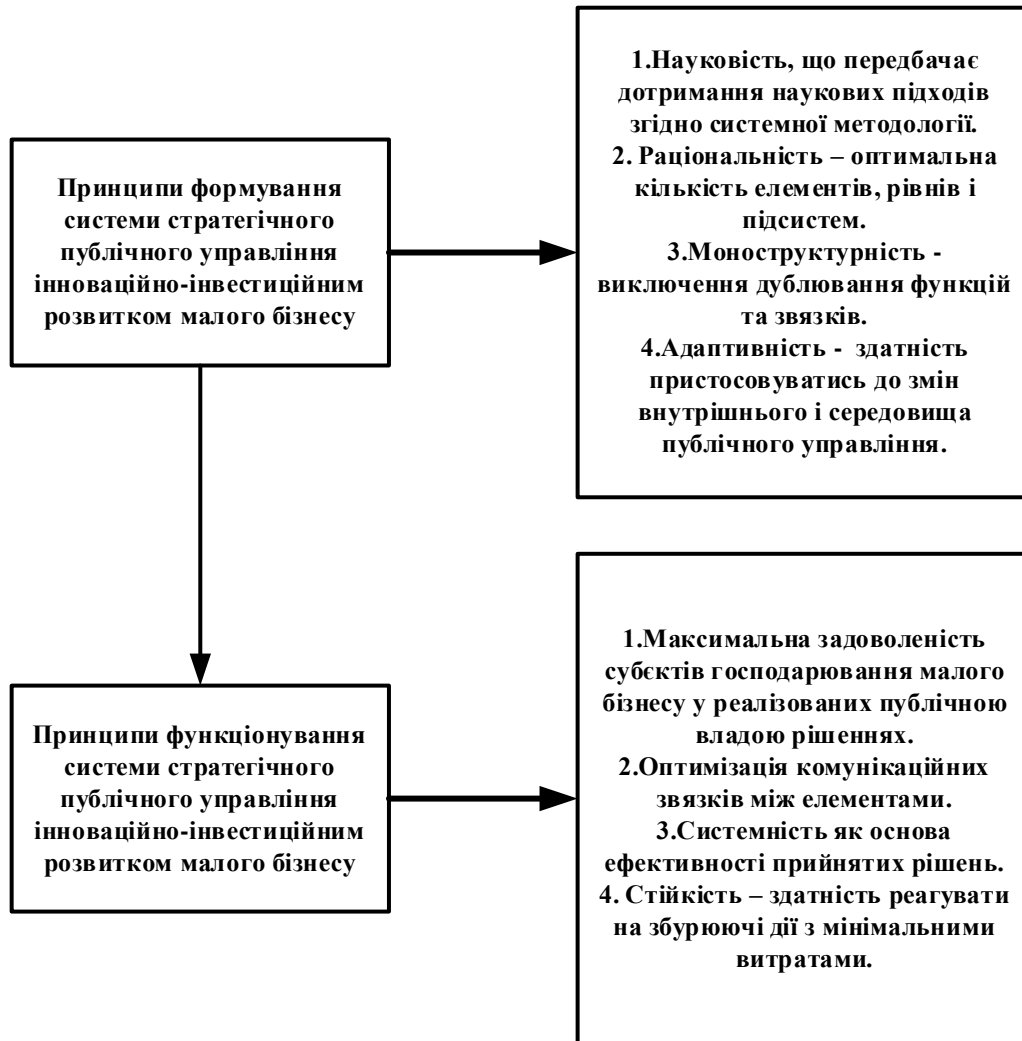 Принципи формування
системи стратегічного
публічного управління
інноваційно-інвестиційним
розвитком малого бізнесу
1.Науковість, що передбачає
дотримання наукових підходів
згідно системної методології.
2. Раціональність – оптимальна
кількість елементів, рівнів і
підсистем.
3.Моноструктурність -
виключення дублювання функцій
та звязків.
4.Адаптивність - здатність
пристосовуватись до змін
внутрішнього і середовища
публічного управління.
Принципи функціонування
системи стратегічного
публічного управління
інноваційно-інвестиційним
розвитком малого бізнесу
1.Максимальна задоволеність
субєктів господарювання малого
бізнесу у реалізованих публічною
владою рішеннях.
2.Оптимізація комунікаційних
звязків між елементами.
3.Системність як основа
ефективності прийнятих рішень.
4. Стійкість – здатність реагувати
на збурюючі дії з мінімальними
витратами.